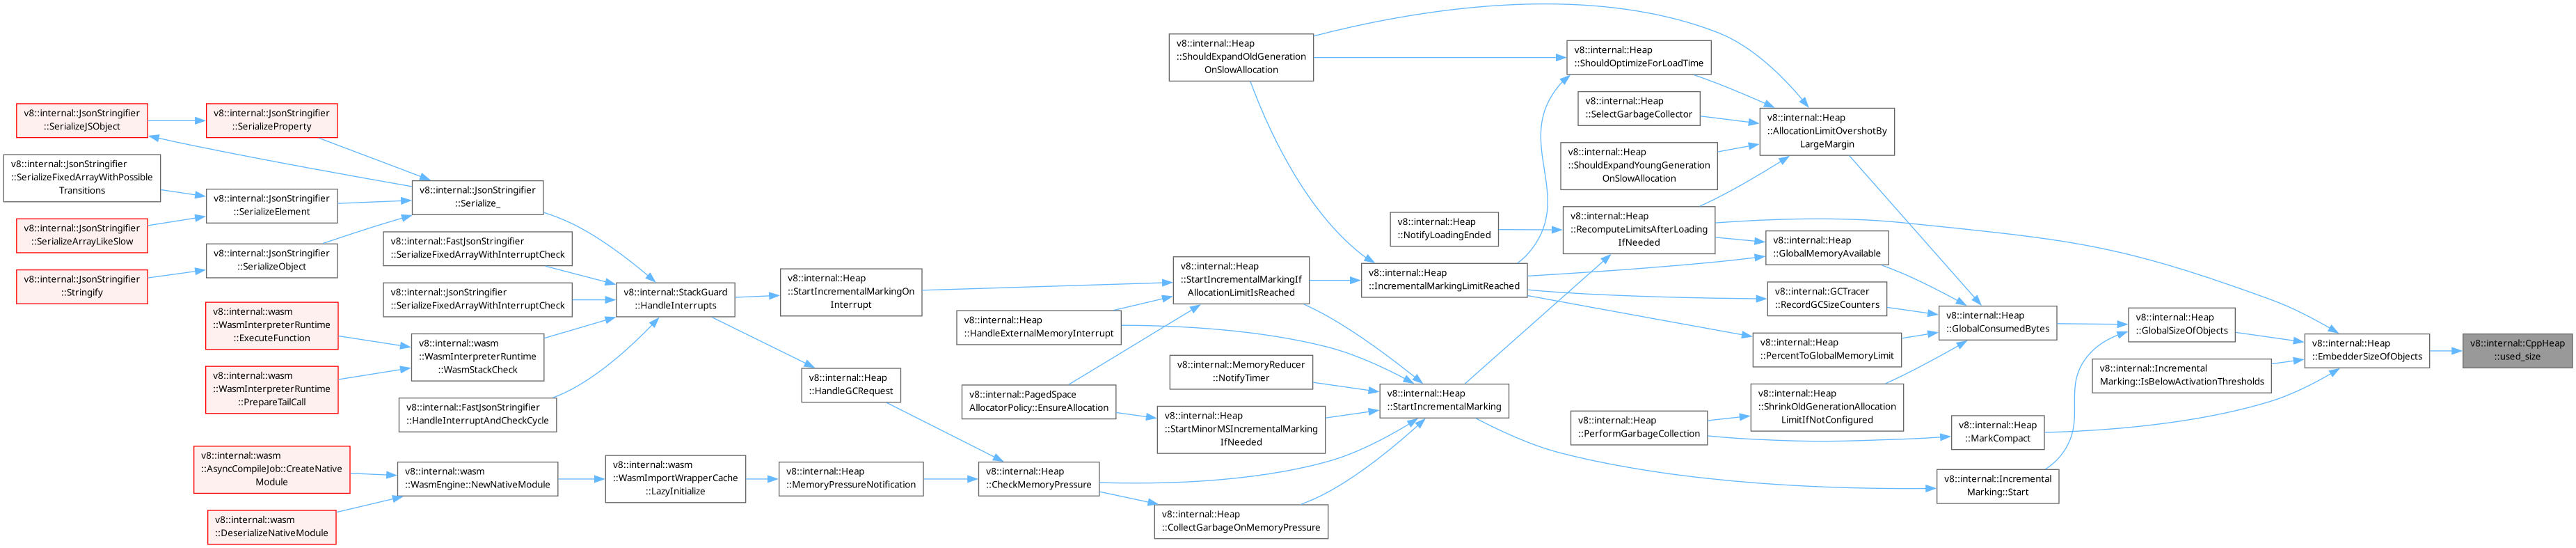 v8::internal::JsonStringifier
::SerializeJSObject
v8::internal::JsonStringifier
::SerializeFixedArrayWithPossible
Transitions
v8::internal::JsonStringifier
::SerializeArrayLikeSlow
v8::internal::JsonStringifier
::Stringify
v8::internal::JsonStringifier
::SerializeProperty
v8::internal::JsonStringifier
::SerializeElement
v8::internal::JsonStringifier
::SerializeObject
v8::internal::wasm
::WasmInterpreterRuntime
::ExecuteFunction
v8::internal::wasm
::WasmInterpreterRuntime
::PrepareTailCall
v8::internal::wasm
::AsyncCompileJob::CreateNative
Module
v8::internal::wasm
::DeserializeNativeModule
v8::internal::JsonStringifier
::Serialize_
v8::internal::FastJsonStringifier
::SerializeFixedArrayWithInterruptCheck
v8::internal::JsonStringifier
::SerializeFixedArrayWithInterruptCheck
v8::internal::wasm
::WasmInterpreterRuntime
::WasmStackCheck
v8::internal::FastJsonStringifier
::HandleInterruptAndCheckCycle
v8::internal::wasm
::WasmEngine::NewNativeModule
v8::internal::StackGuard
::HandleInterrupts
v8::internal::wasm
::WasmImportWrapperCache
::LazyInitialize
v8::internal::Heap
::StartIncrementalMarkingOn
Interrupt
v8::internal::Heap
::HandleGCRequest
v8::internal::Heap
::MemoryPressureNotification
v8::internal::Heap
::HandleExternalMemoryInterrupt
v8::internal::PagedSpace
AllocatorPolicy::EnsureAllocation
v8::internal::Heap
::CheckMemoryPressure
v8::internal::Heap
::ShouldExpandOldGeneration
OnSlowAllocation
v8::internal::Heap
::StartIncrementalMarkingIf
AllocationLimitIsReached
v8::internal::MemoryReducer
::NotifyTimer
v8::internal::Heap
::StartMinorMSIncrementalMarking
IfNeeded
v8::internal::Heap
::CollectGarbageOnMemoryPressure
v8::internal::Heap
::NotifyLoadingEnded
v8::internal::Heap
::IncrementalMarkingLimitReached
v8::internal::Heap
::StartIncrementalMarking
v8::internal::Heap
::ShouldOptimizeForLoadTime
v8::internal::Heap
::SelectGarbageCollector
v8::internal::Heap
::ShouldExpandYoungGeneration
OnSlowAllocation
v8::internal::Heap
::RecomputeLimitsAfterLoading
IfNeeded
v8::internal::Heap
::PerformGarbageCollection
v8::internal::Heap
::AllocationLimitOvershotBy
LargeMargin
v8::internal::Heap
::GlobalMemoryAvailable
v8::internal::GCTracer
::RecordGCSizeCounters
v8::internal::Heap
::PercentToGlobalMemoryLimit
v8::internal::Heap
::ShrinkOldGenerationAllocation
LimitIfNotConfigured
v8::internal::Heap
::GlobalConsumedBytes
v8::internal::Heap
::MarkCompact
v8::internal::Incremental
Marking::Start
v8::internal::Heap
::GlobalSizeOfObjects
v8::internal::Incremental
Marking::IsBelowActivationThresholds
v8::internal::Heap
::EmbedderSizeOfObjects
v8::internal::CppHeap
::used_size